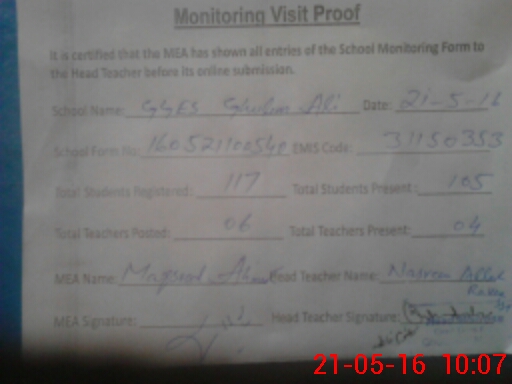 Monitoring Visit Proof
It is certified that the MEA has shown all entries of the School Monitoring Form to
the Head Teacher before its online submission.
School Name: GGES Ghulam Ali Date: 21-5-16
School Form No: EMIS Code: 31150353
Total Students Registered: 117 Total Students Present: 105
Total Teachers Posted: 06 Total Teachers Present: 04
MEA Name: Maqsood Head Teacher Name: Nasreen
MEA Signature: Head Teacher Signature:
21-05-16 10:07